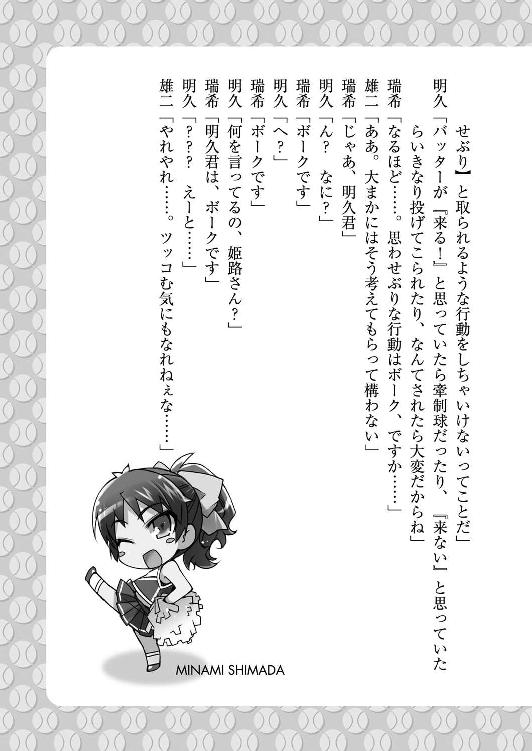 せぶり】と取られるような行動をしちゃいけないってことだ」
明久「バッターが『来る！』と思っていたら牽制球だったり、『来ない』と思っていた
らいきなり投げてこられたり、なんてされたら大変だからね」
瑞希「なるほど……。思わせぶりな行動はボーク、ですか……」
雄二「ああ。大まかにはそう考えてもらって構わない」
瑞希「じゃあ、明久君」
明久「ん？　なに？」
瑞希「ボークです」
明久「へ？」
瑞希「ボークです」
明久「何を言ってるの、姫路さん？」
瑞希「明久君は、ボークです」
明久「？？？　えーと……」
雄二「やれやれ……。ツッコむ気にもなれねぇな……」
MINAMI SHIMADA